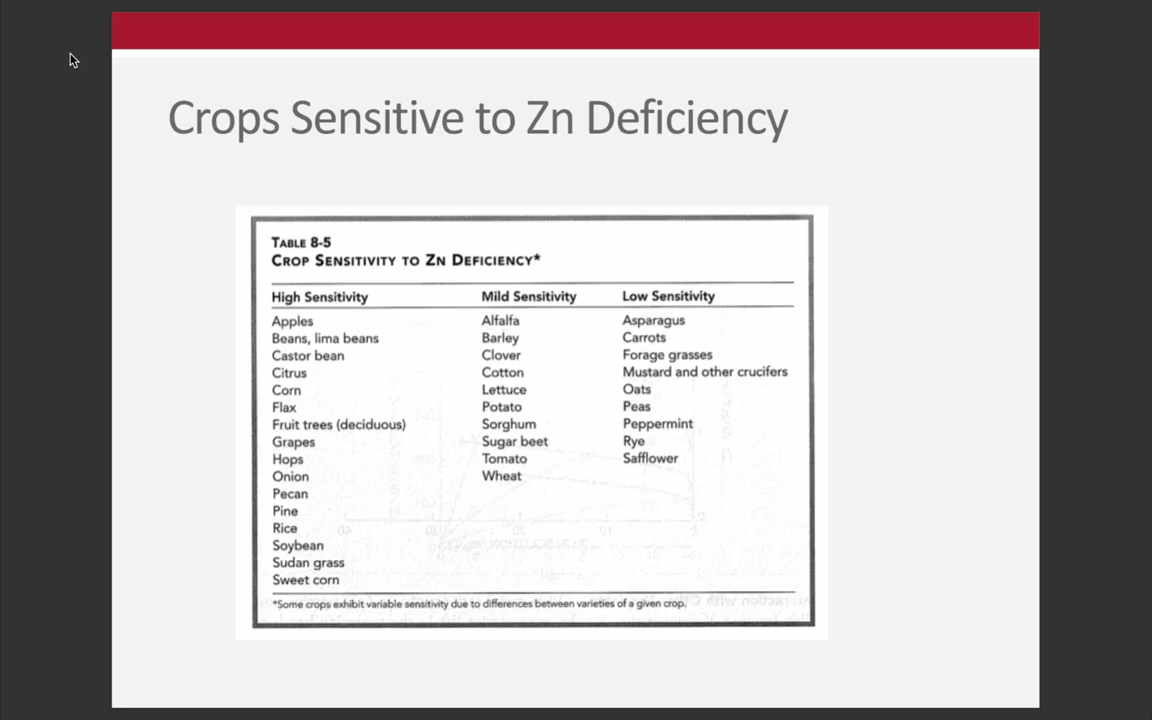 Crops Sensitive to Zn Deficiency
TABLE 8-5
CROP SENSITIVITY TO ZN DEFICIENCY*
High Sensitivity Mild Sensitivity Low Sensitivity
Apples Alfalfa Asparagus
Beans, lima beans Barley Carrots
Castor bean Clover Forage grasses
Citrus Cotton Mustard and other crucifers
Corn Lettuce Oats
Flax Potato Peas
Fruit trees (deciduous) Sorghum Peppermint
Grapes Sugar beet Rye
Hops Tomato Safflower
Onion Wheat
Pecan
Pine
Rice
Soybean
Sudan grass
Sweet corn
*Some crops exhibit variable sensitivity due to differences between varieties of a given crop.